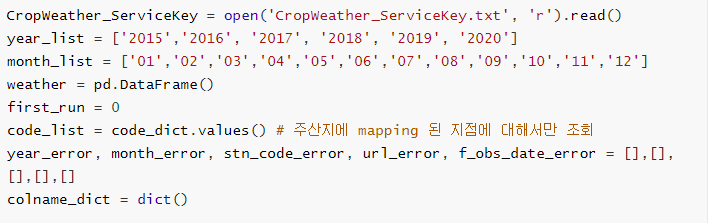 CropWeather_ServiceKey = open('CropWeather_ServiceKey.txt', 'r').read()
year_list = ['2015','2016', '2017', '2018', '2019', '2020']
month_list = ['01','02','03','04','05','06','07','08','09','10','11','12']
weather = pd.DataFrame()
first_run = 0
code_list = code_dict.values() # 주산지에 mapping 된 지점에 대해서만 조회
year_error, month_error, stn_code_error, url_error, f_obs_date_error = [],[],
[],[],[]
colname_dict = dict()